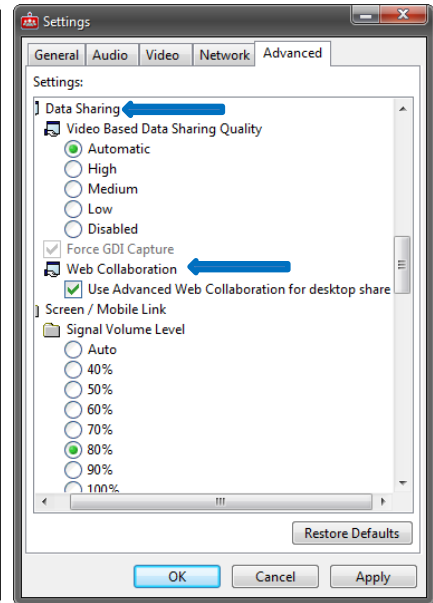 Settings
General Audio Video Network Advanced
Settings:
Data Sharing
Video Based Data Sharing Quality
Automatic
High
Medium
Low
Disabled
Force GDI Capture
Web Collaboration
Use Advanced Web Collaboration for desktop share
Screen / Mobile Link
Signal Volume Level
Auto
40%
50%
60%
70%
80%
90%
100%
Restore Defaults
OK Cancel Apply